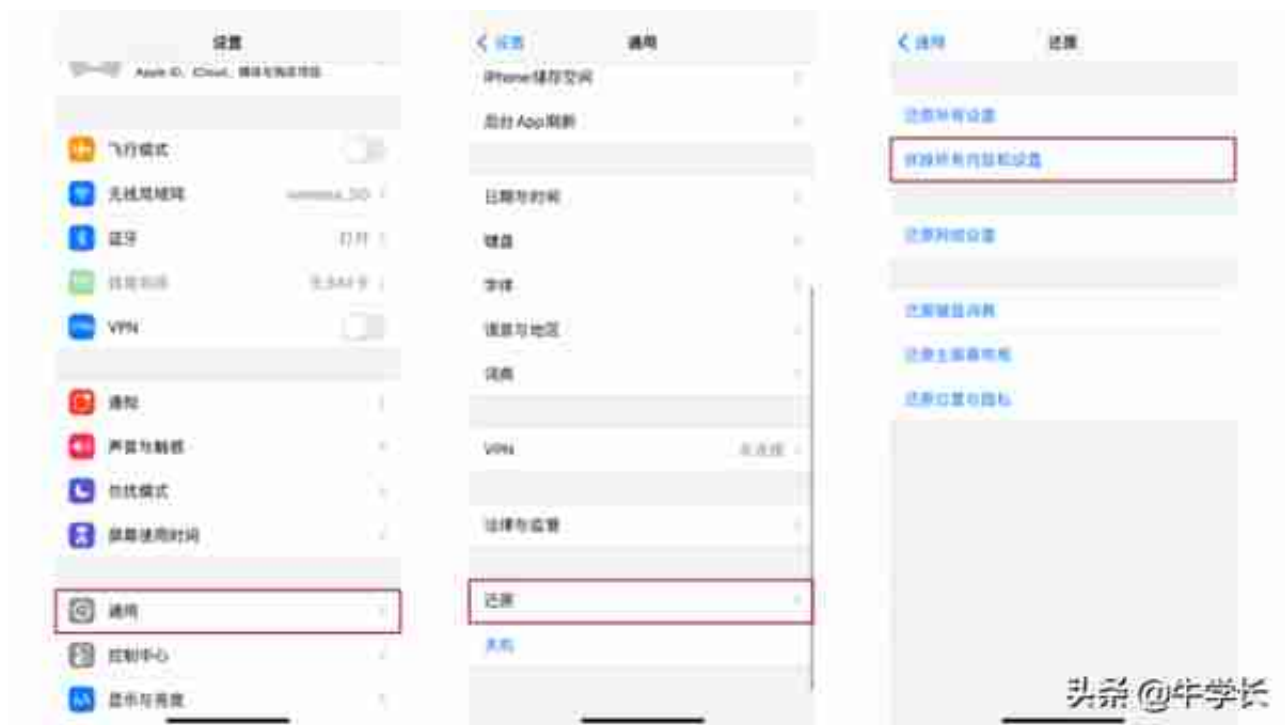 设置
Apple ID、iCloud、媒体与购买项目
飞行模式
无线局域网
蓝牙
打开
VPN
通知
声音与触感
勿扰模式
屏幕使用时间
通用
控制中心
显示与亮度
设置
通用
iPhone储存空间
后台 App 刷新
日期与时间
键盘
字体
语言与地区
词典
VPN
未连接
法律与监管
还原
关机
通用
还原
还原所有设置
抹掉所有内容和设置
还原网络设置
还原键盘词典
还原主屏幕布局
还原位置与隐私
头条 @牛学长